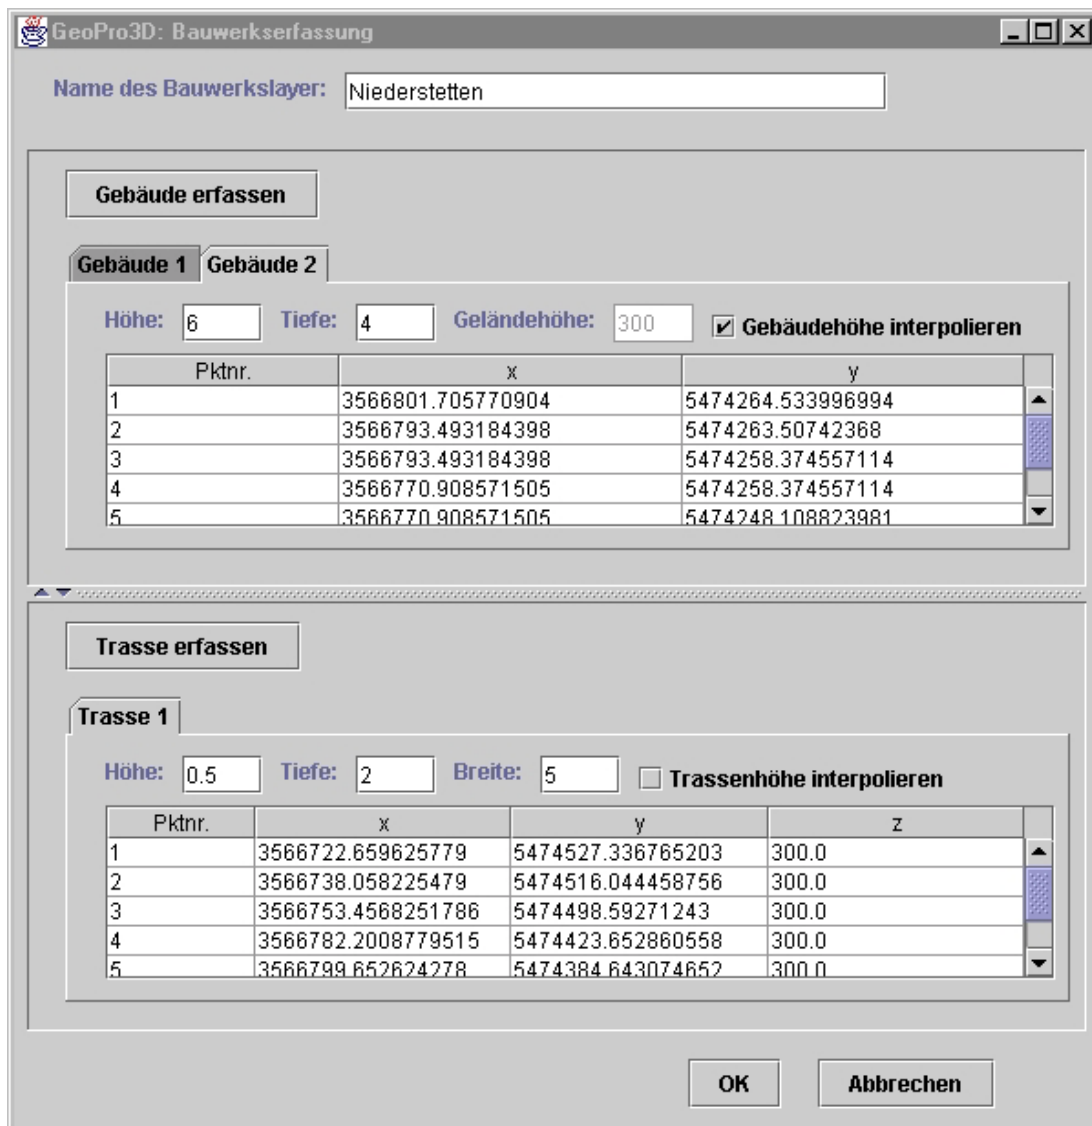 GeoPro3D: Bauwerkserfassung
Name des Bauwerkslayer: Niederstetten
Gebäude erfassen
Gebäude 1 Gebäude 2
Höhe: 6 Tiefe: 4 Geländehöhe: 300 Gebäudehöhe interpolieren
Pktnr. x y
1 3566801.705770904 5474264.533996994
2 3566793.493184398 5474263.50742368
3 3566793.493184398 5474258.374557114
4 3566770.908571505 5474258.374557114
5 3566770.908571505 5474248.108823981
Trasse erfassen
Trasse 1
Höhe: 0.5 Tiefe: 2 Breite: 5 Trassenhöhe interpolieren
Pktnr. x y z
1 3566722.659625779 5474527.336765203 300.0
2 3566738.058225479 5474516.044458756 300.0
3 3566753.4568251786 5474498.59271243 300.0
4 3566782.2008779515 5474423.652860558 300.0
5 3566799.652624278 5474384.643074652 300.0
OK Abbrechen